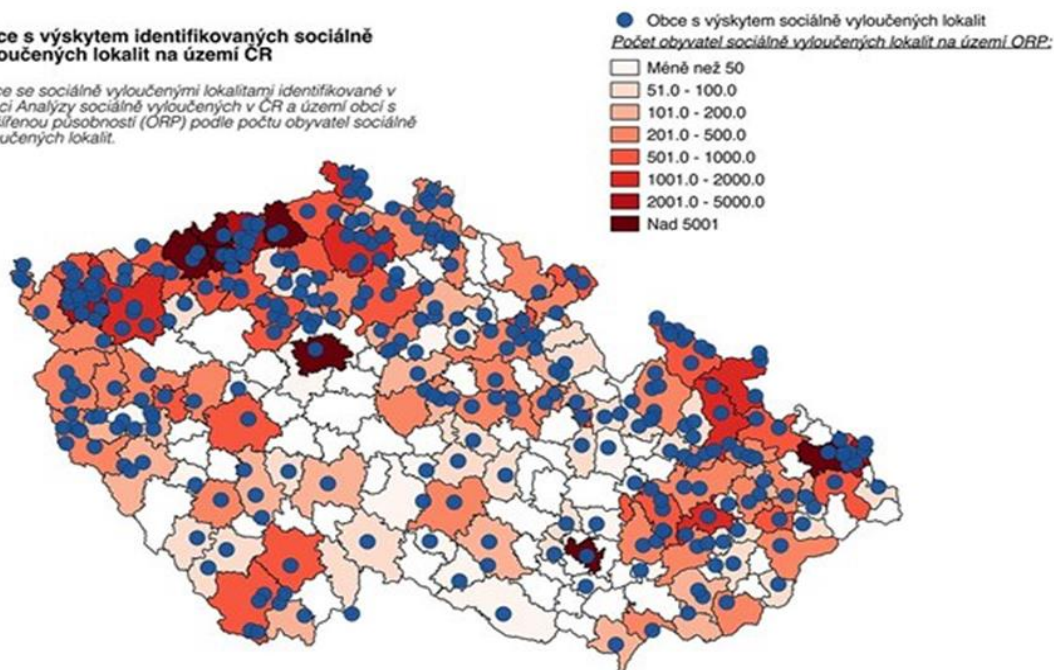 ce s výskytem identifikovaných sociálně
loučených lokalit na území ČR
ce se sociálně vyloučenými lokalitami identifikované v
ci Analýzy sociálně vyloučených v ČR a území obcí s
šířenou působností (ORP) podle počtu obyvatel sociálně
učených lokalit.
Obce s výskytem sociálně vyloučených lokalit
Počet obyvatel sociálně vyloučených lokalit na území ORP:
Méně než 50
51.0 - 100.0
101.0 - 200.0
201.0 - 500.0
501.0 - 1000.0
1001.0 - 2000.0
2001.0 - 5000.0
Nad 5001